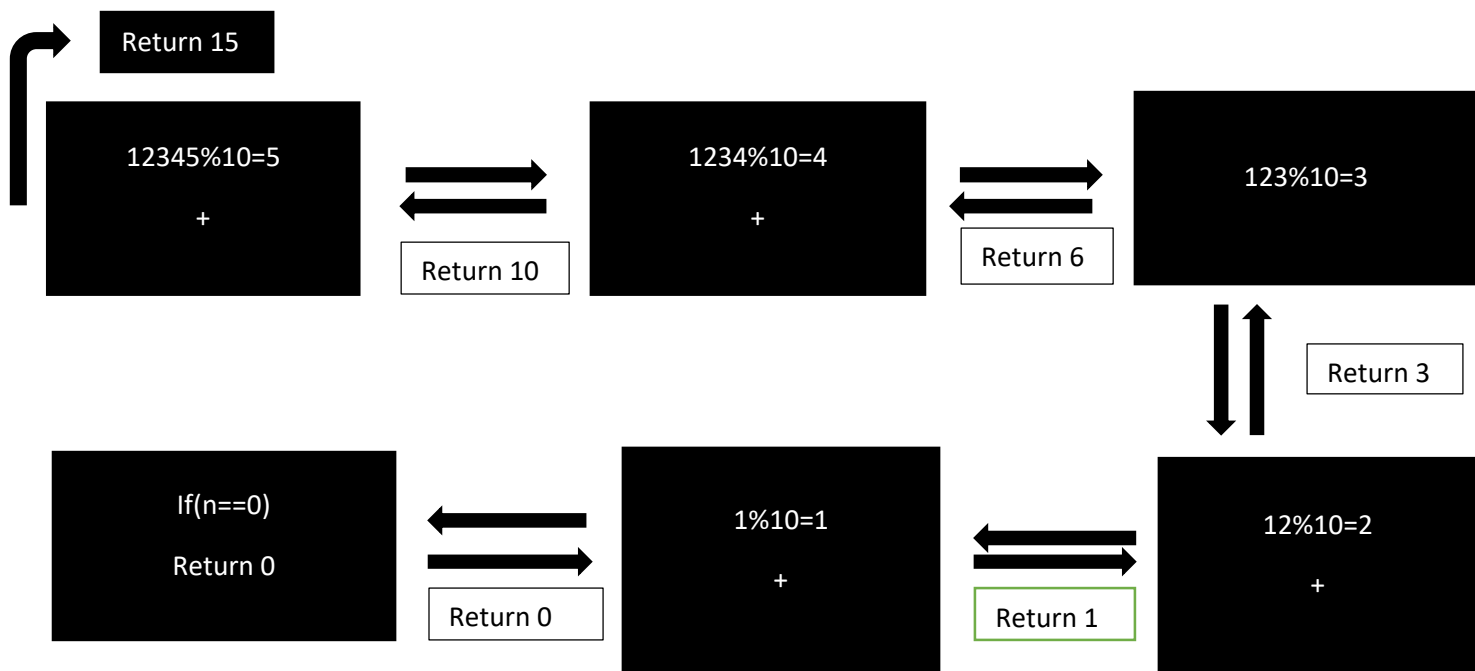 Return 15
12345%10=5
+
Return 10
1234%10=4
+
Return 6
123%10=3
Return 3
If(n==0)
Return 0
Return 0
1%10=1
+
Return 1
12%10=2
+